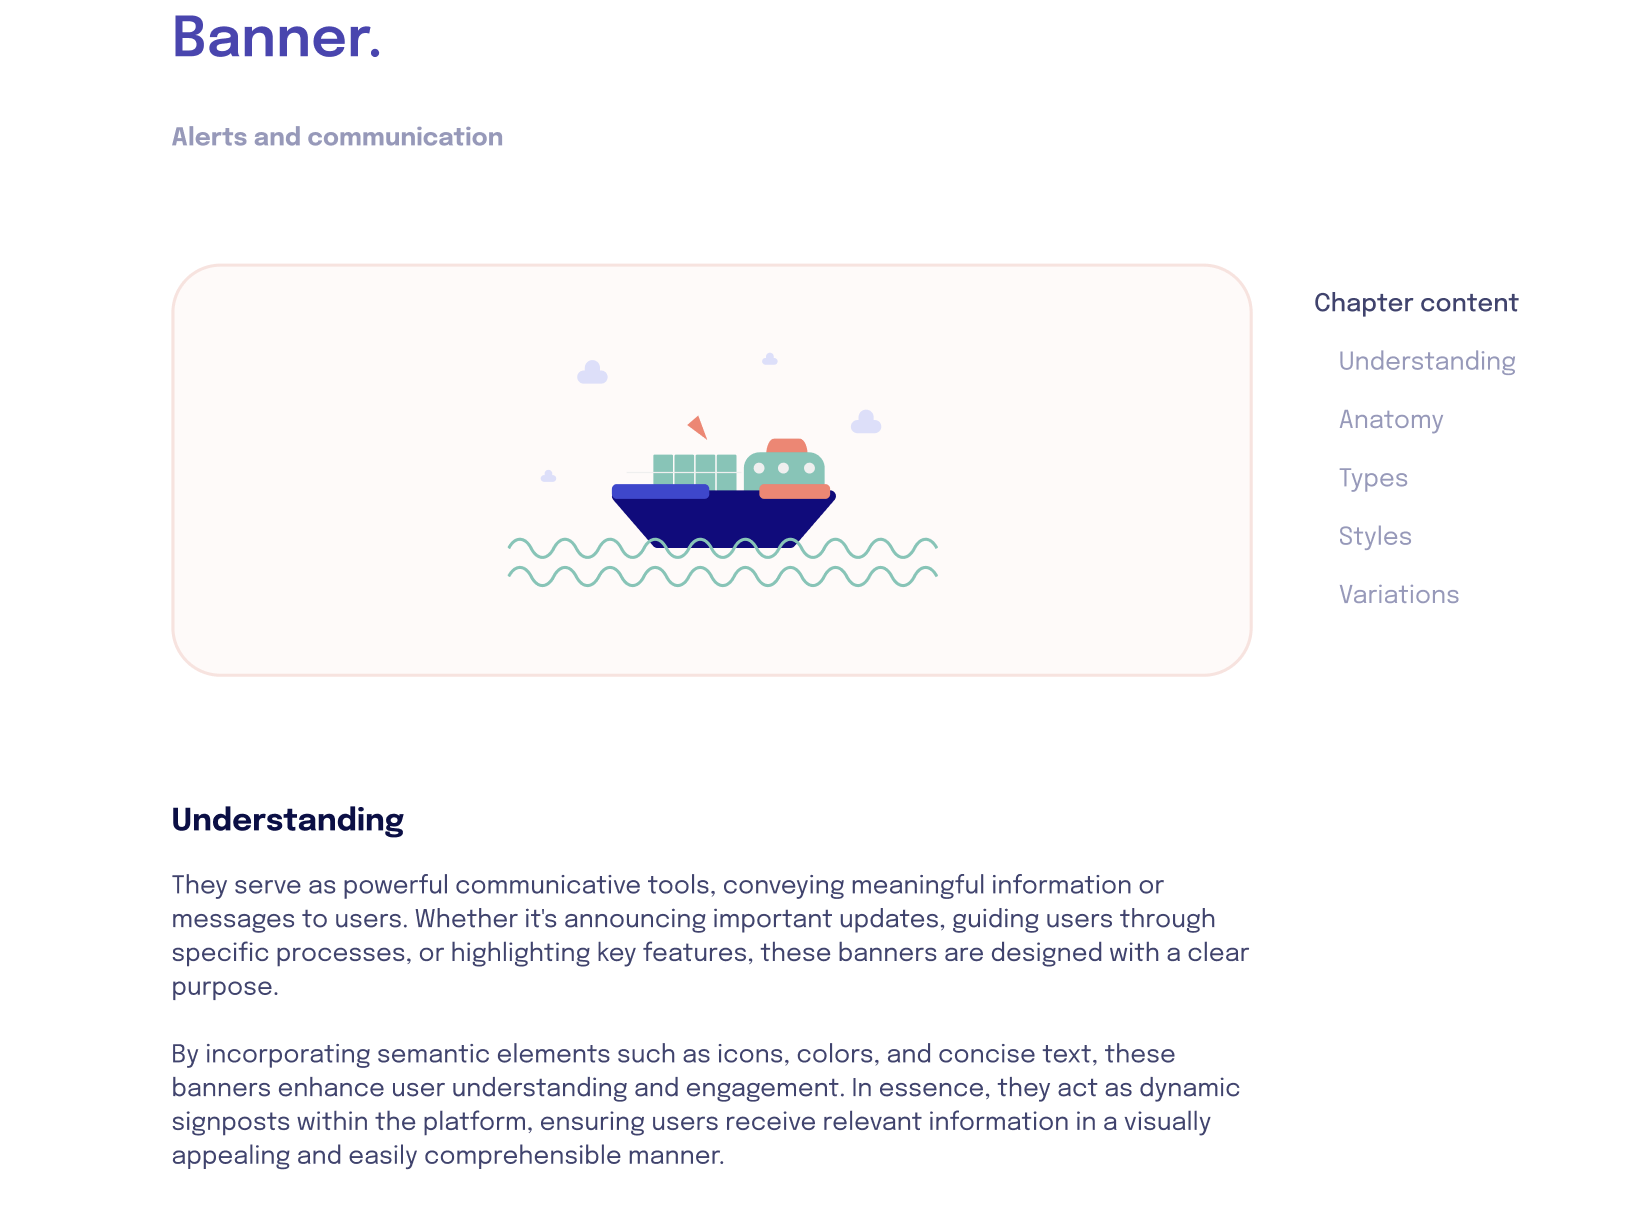 Banner.
Alerts and communication
Chapter content
Understanding
Anatomy
Types
Styles
Variations
Understanding
They serve as powerful communicative tools, conveying meaningful information or
messages to users. Whether it's announcing important updates, guiding users through
specific processes, or highlighting key features, these banners are designed with a clear
purpose.
By incorporating semantic elements such as icons, colors, and concise text, these
banners enhance user understanding and engagement. In essence, they act as dynamic
signposts within the platform, ensuring users receive relevant information in a visually
appealing and easily comprehensible manner.